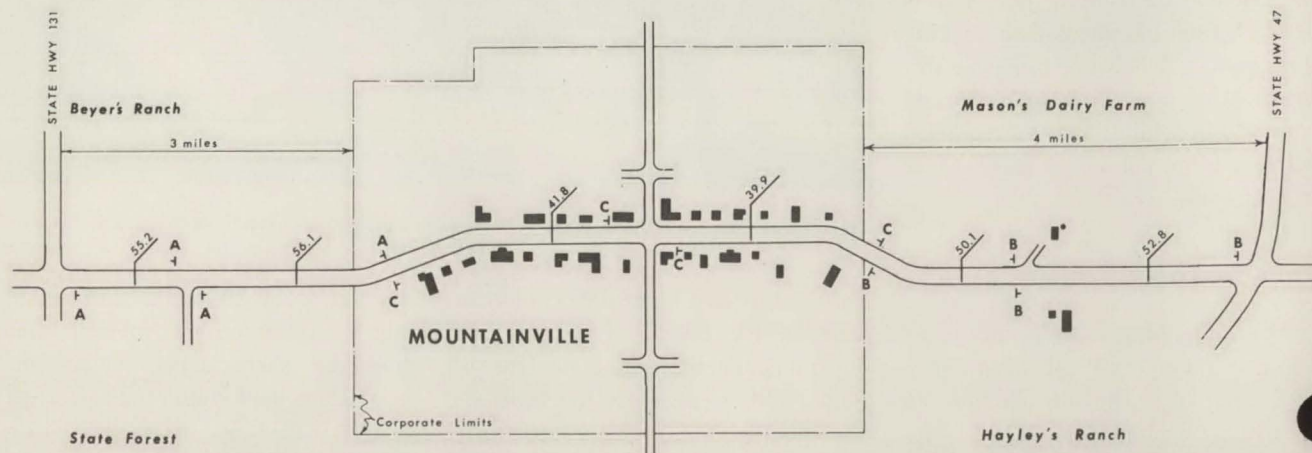 STATE HWY 131
STATE HWY 47
Beyer's Ranch
Mason's Dairy Farm
3 miles
4 miles
41.8
39.9
C
A
A
C
B
B
55.2
56.1
50.1
52.8
A
A
C
C
B
B
MOUNTAINVILLE
Corporate Limits
State Forest
Hayley's Ranch